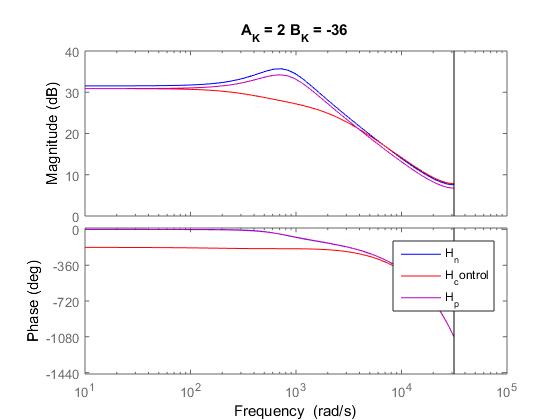 A_K = 2 B_K = -36
40
30
20
10
0
Magnitude (dB)
0
-360
-720
-1080
-1440
Phase (deg)
H_n
H_control
H_p
10^1
10^2
10^3
10^4
10^5
Frequency (rad/s)